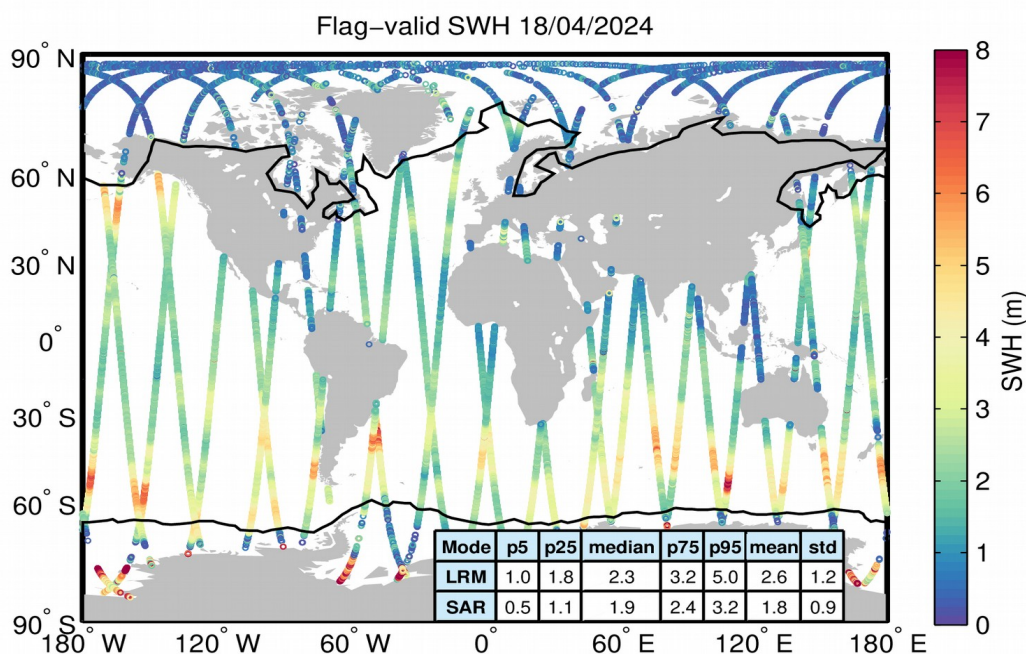 Flag-valid SWH 18/04/2024
90° N
60° N
30° N
0°
30° S
60° S
90° S
180° W
120° W
60° W
0°
60° E
120° E
180° E
8
7
6
5
4
3
2
1
0
SWH (m)
Mode p5 p25 median p75 p95 mean std
LRM 1.0 1.8 2.3 3.2 5.0 2.6 1.2
SAR 0.5 1.1 1.9 2.4 3.2 1.8 0.9